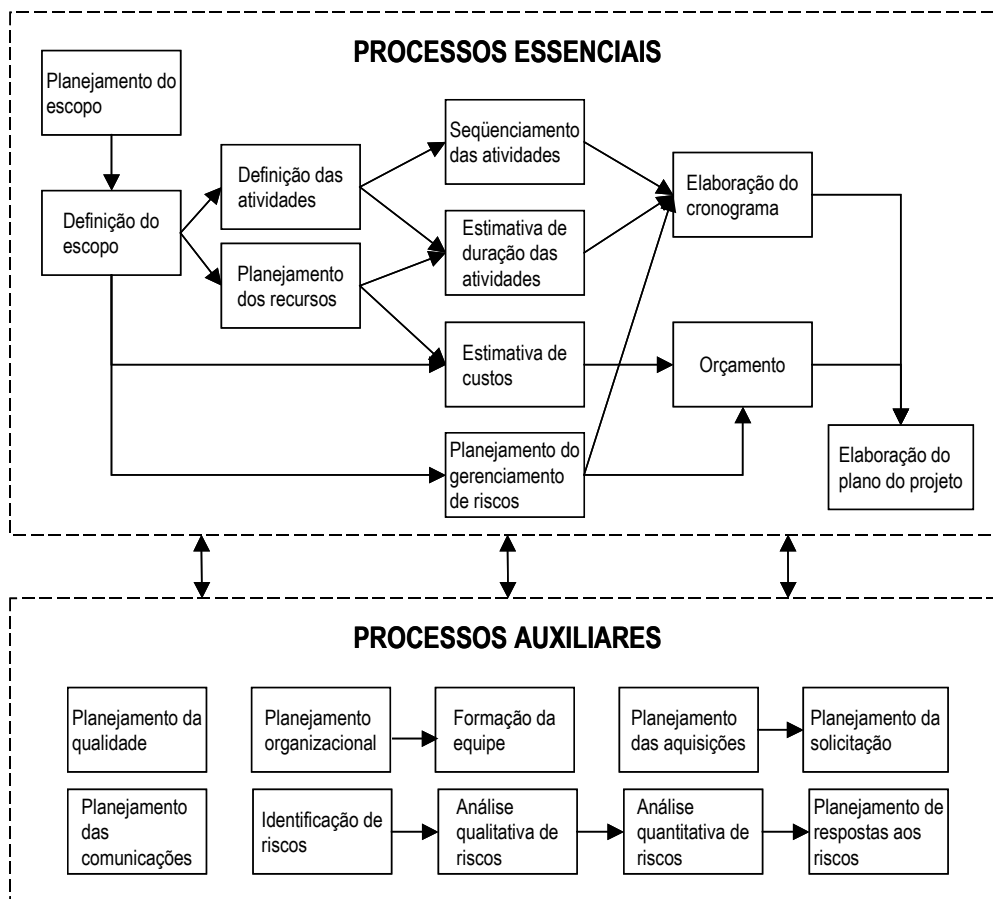 PROCESSOS ESSENCIAIS
Planejamento do
escopo
Definição do
escopo
Definição das
atividades
Planejamento
dos recursos
Seqüenciamento
das atividades
Estimativa de
duração das
atividades
Estimativa de
custos
Planejamento do
gerenciamento
de riscos
Elaboração do
cronograma
Orçamento
Elaboração do
plano do projeto
PROCESSOS AUXILIARES
Planejamento da
qualidade
Planejamento
organizacional
Formação da
equipe
Planejamento
das aquisições
Planejamento da
solicitação
Planejamento
das
comunicações
Identificação de
riscos
Análise
qualitativa de
riscos
Análise
quantitativa de
riscos
Planejamento de
respostas aos
riscos